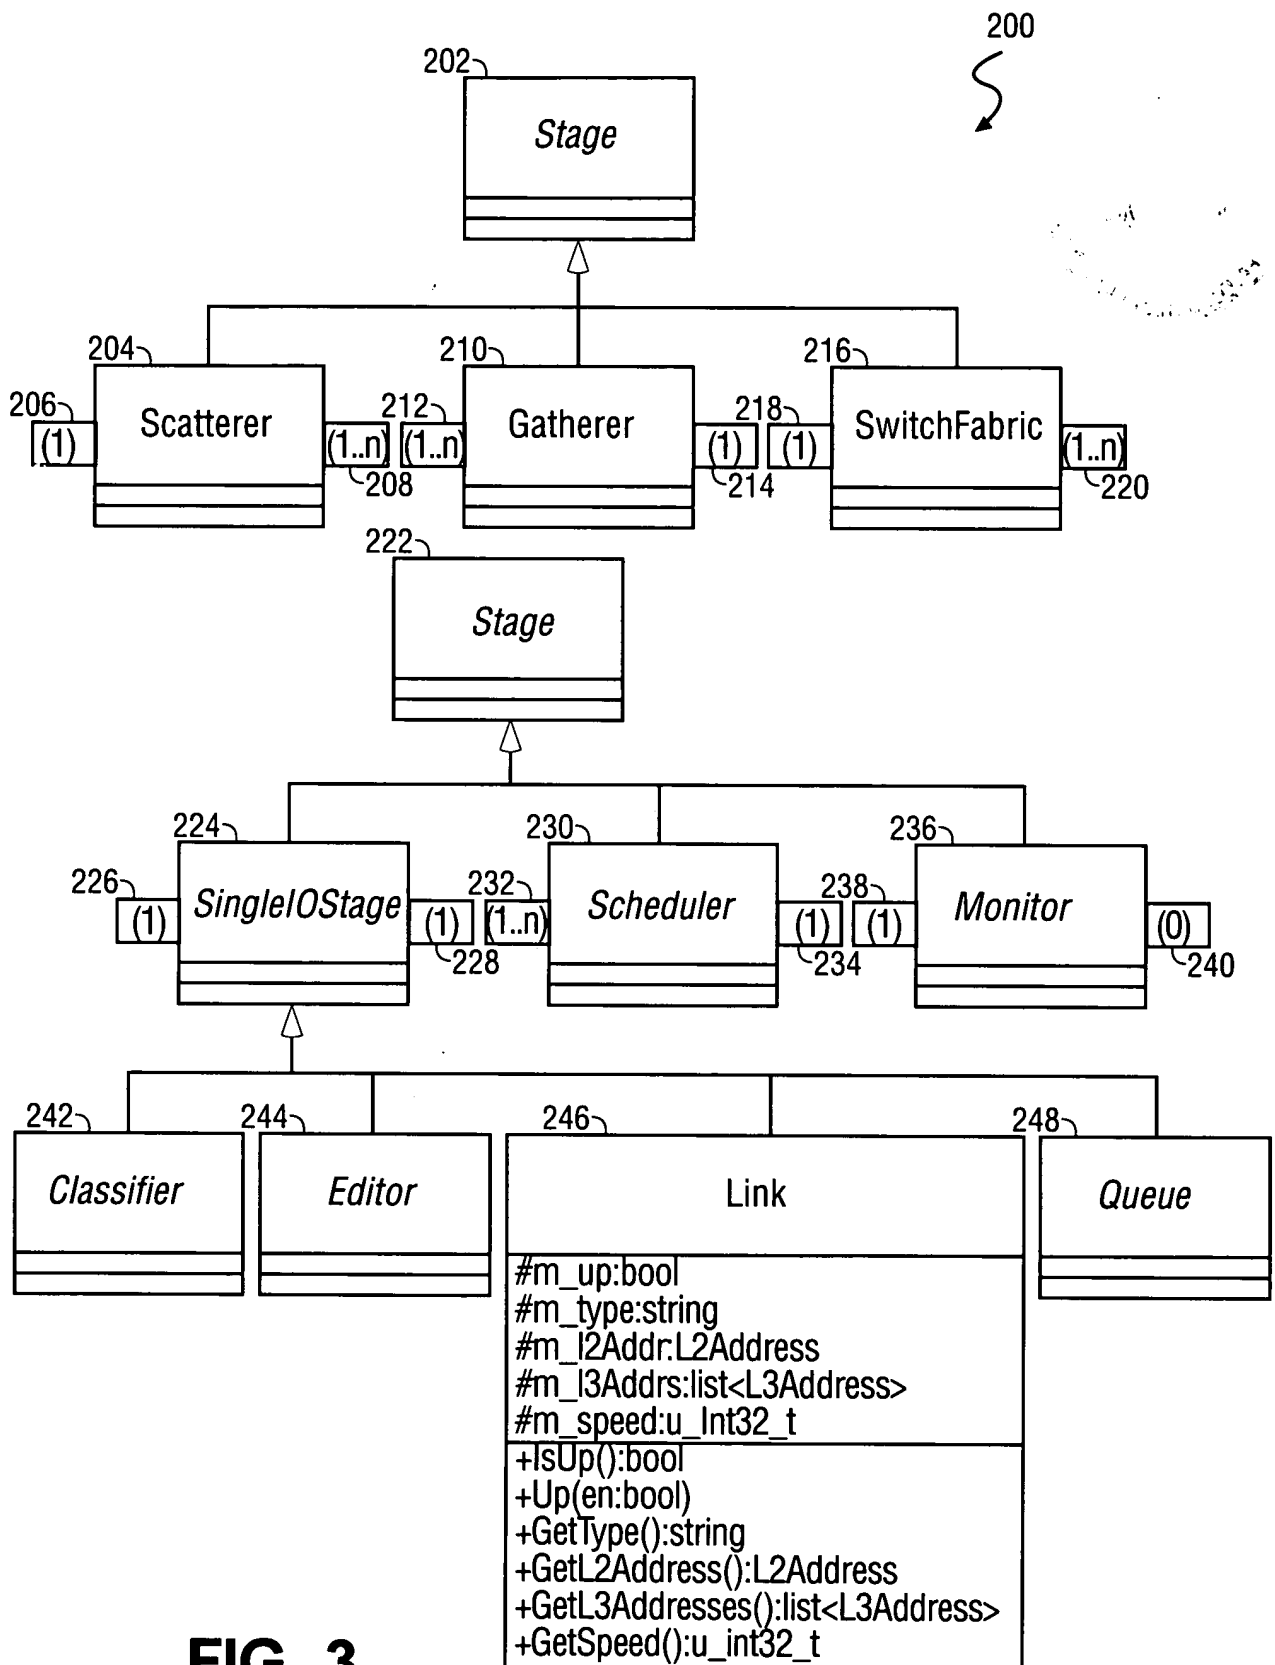 200
202
Stage
204
210
216
206
Scatterer
212
Gatherer
218
SwitchFabric
(1)
(1..n)
(1..n)
(1)
(1)
(1..n)
208
214
220
222
Stage
224
230
236
226
SingleIOStage
232
Scheduler
238
Monitor
(1)
(1)
(1..n)
(1)
(1)
(0)
228
234
240
242
244
246
248
Classifier
Editor
Link
Queue
#m_up:bool
#m_type:string
#m_l2Addr:L2Address
#m_l3Addrs:list<L3Address>
#m_speed:u_Int32_t
+IsUp():bool
+Up(en:bool)
+GetType():string
+GetL2Address():L2Address
+GetL3Addresses():list<L3Address>
+GetSpeed():u_int32_t
FIG. 3